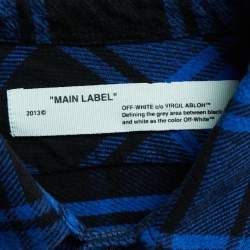 "MAIN LABEL"
2013©
OFF-WHITE c/o VIRGIL ABLOH™
Defining the grey area between black
and white as the color Off-White™